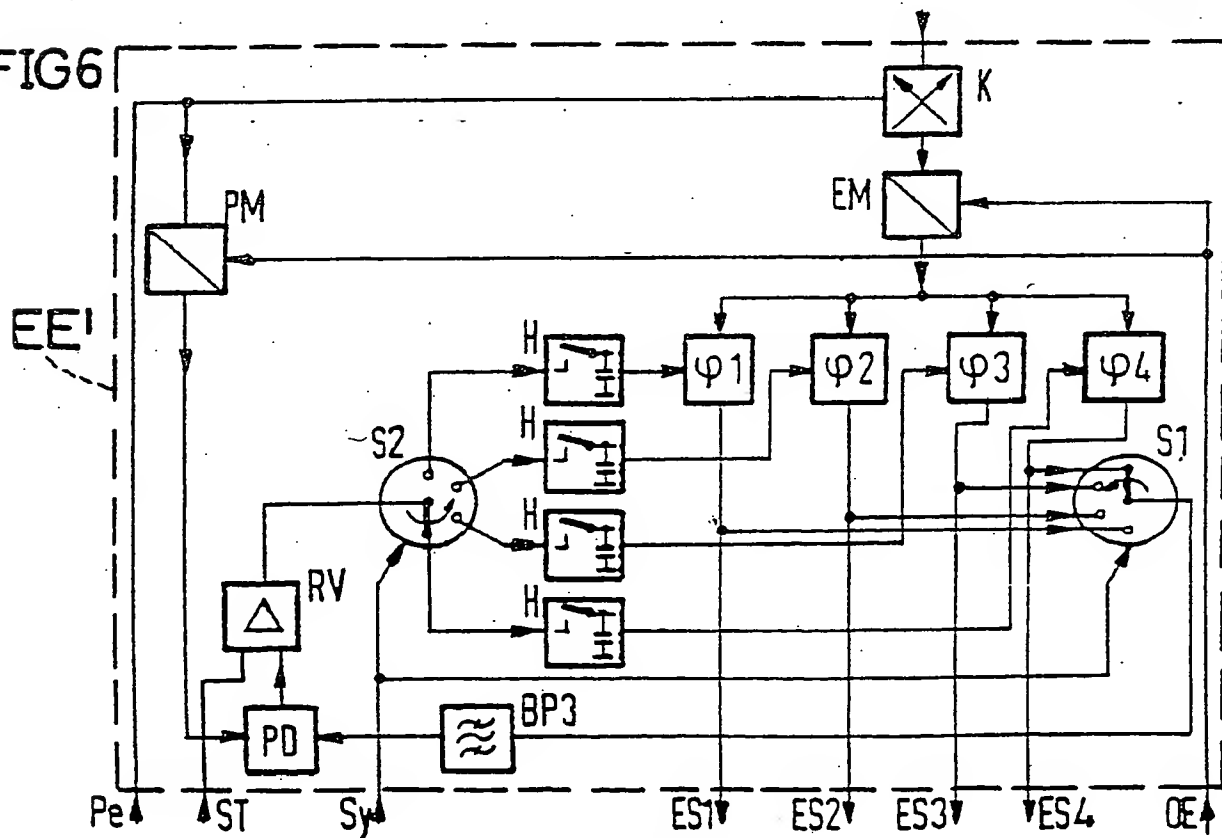 FIG6
K
EM
PM
EE'
H
φ1
φ2
φ3
φ4
S2
H
S1
H
RV
H
BP3
PD
Pe
ST
Sy
ES1
ES2
ES3
ES4
OE